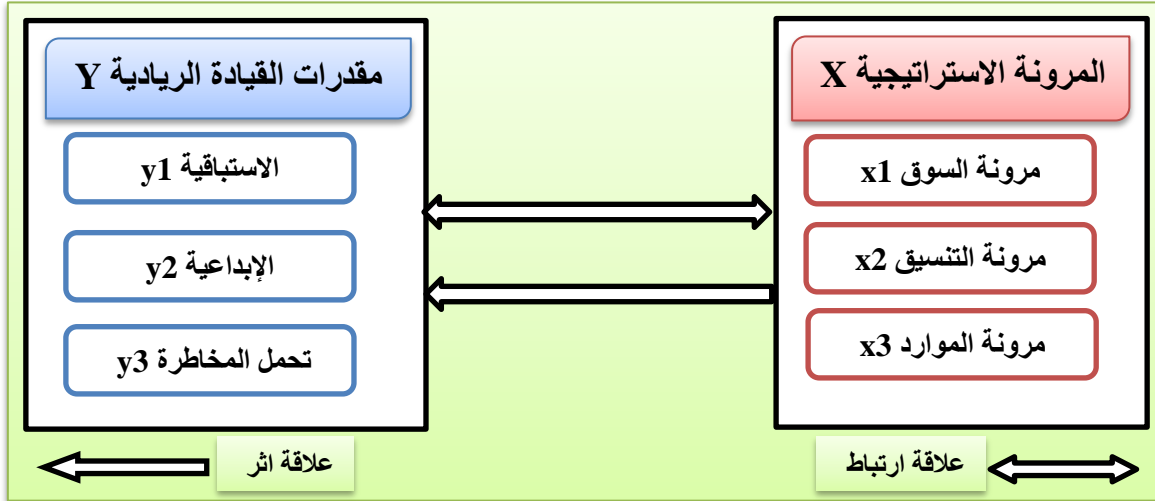 المرونة الاستراتيجية X
مرونة السوق x1
مرونة التنسيق x2
مرونة الموارد x3
مقدرات القيادة الريادية Y
الاستباقية y1
الإبداعية y2
تحمل المخاطرة y3
علاقة ارتباط
علاقة اثر